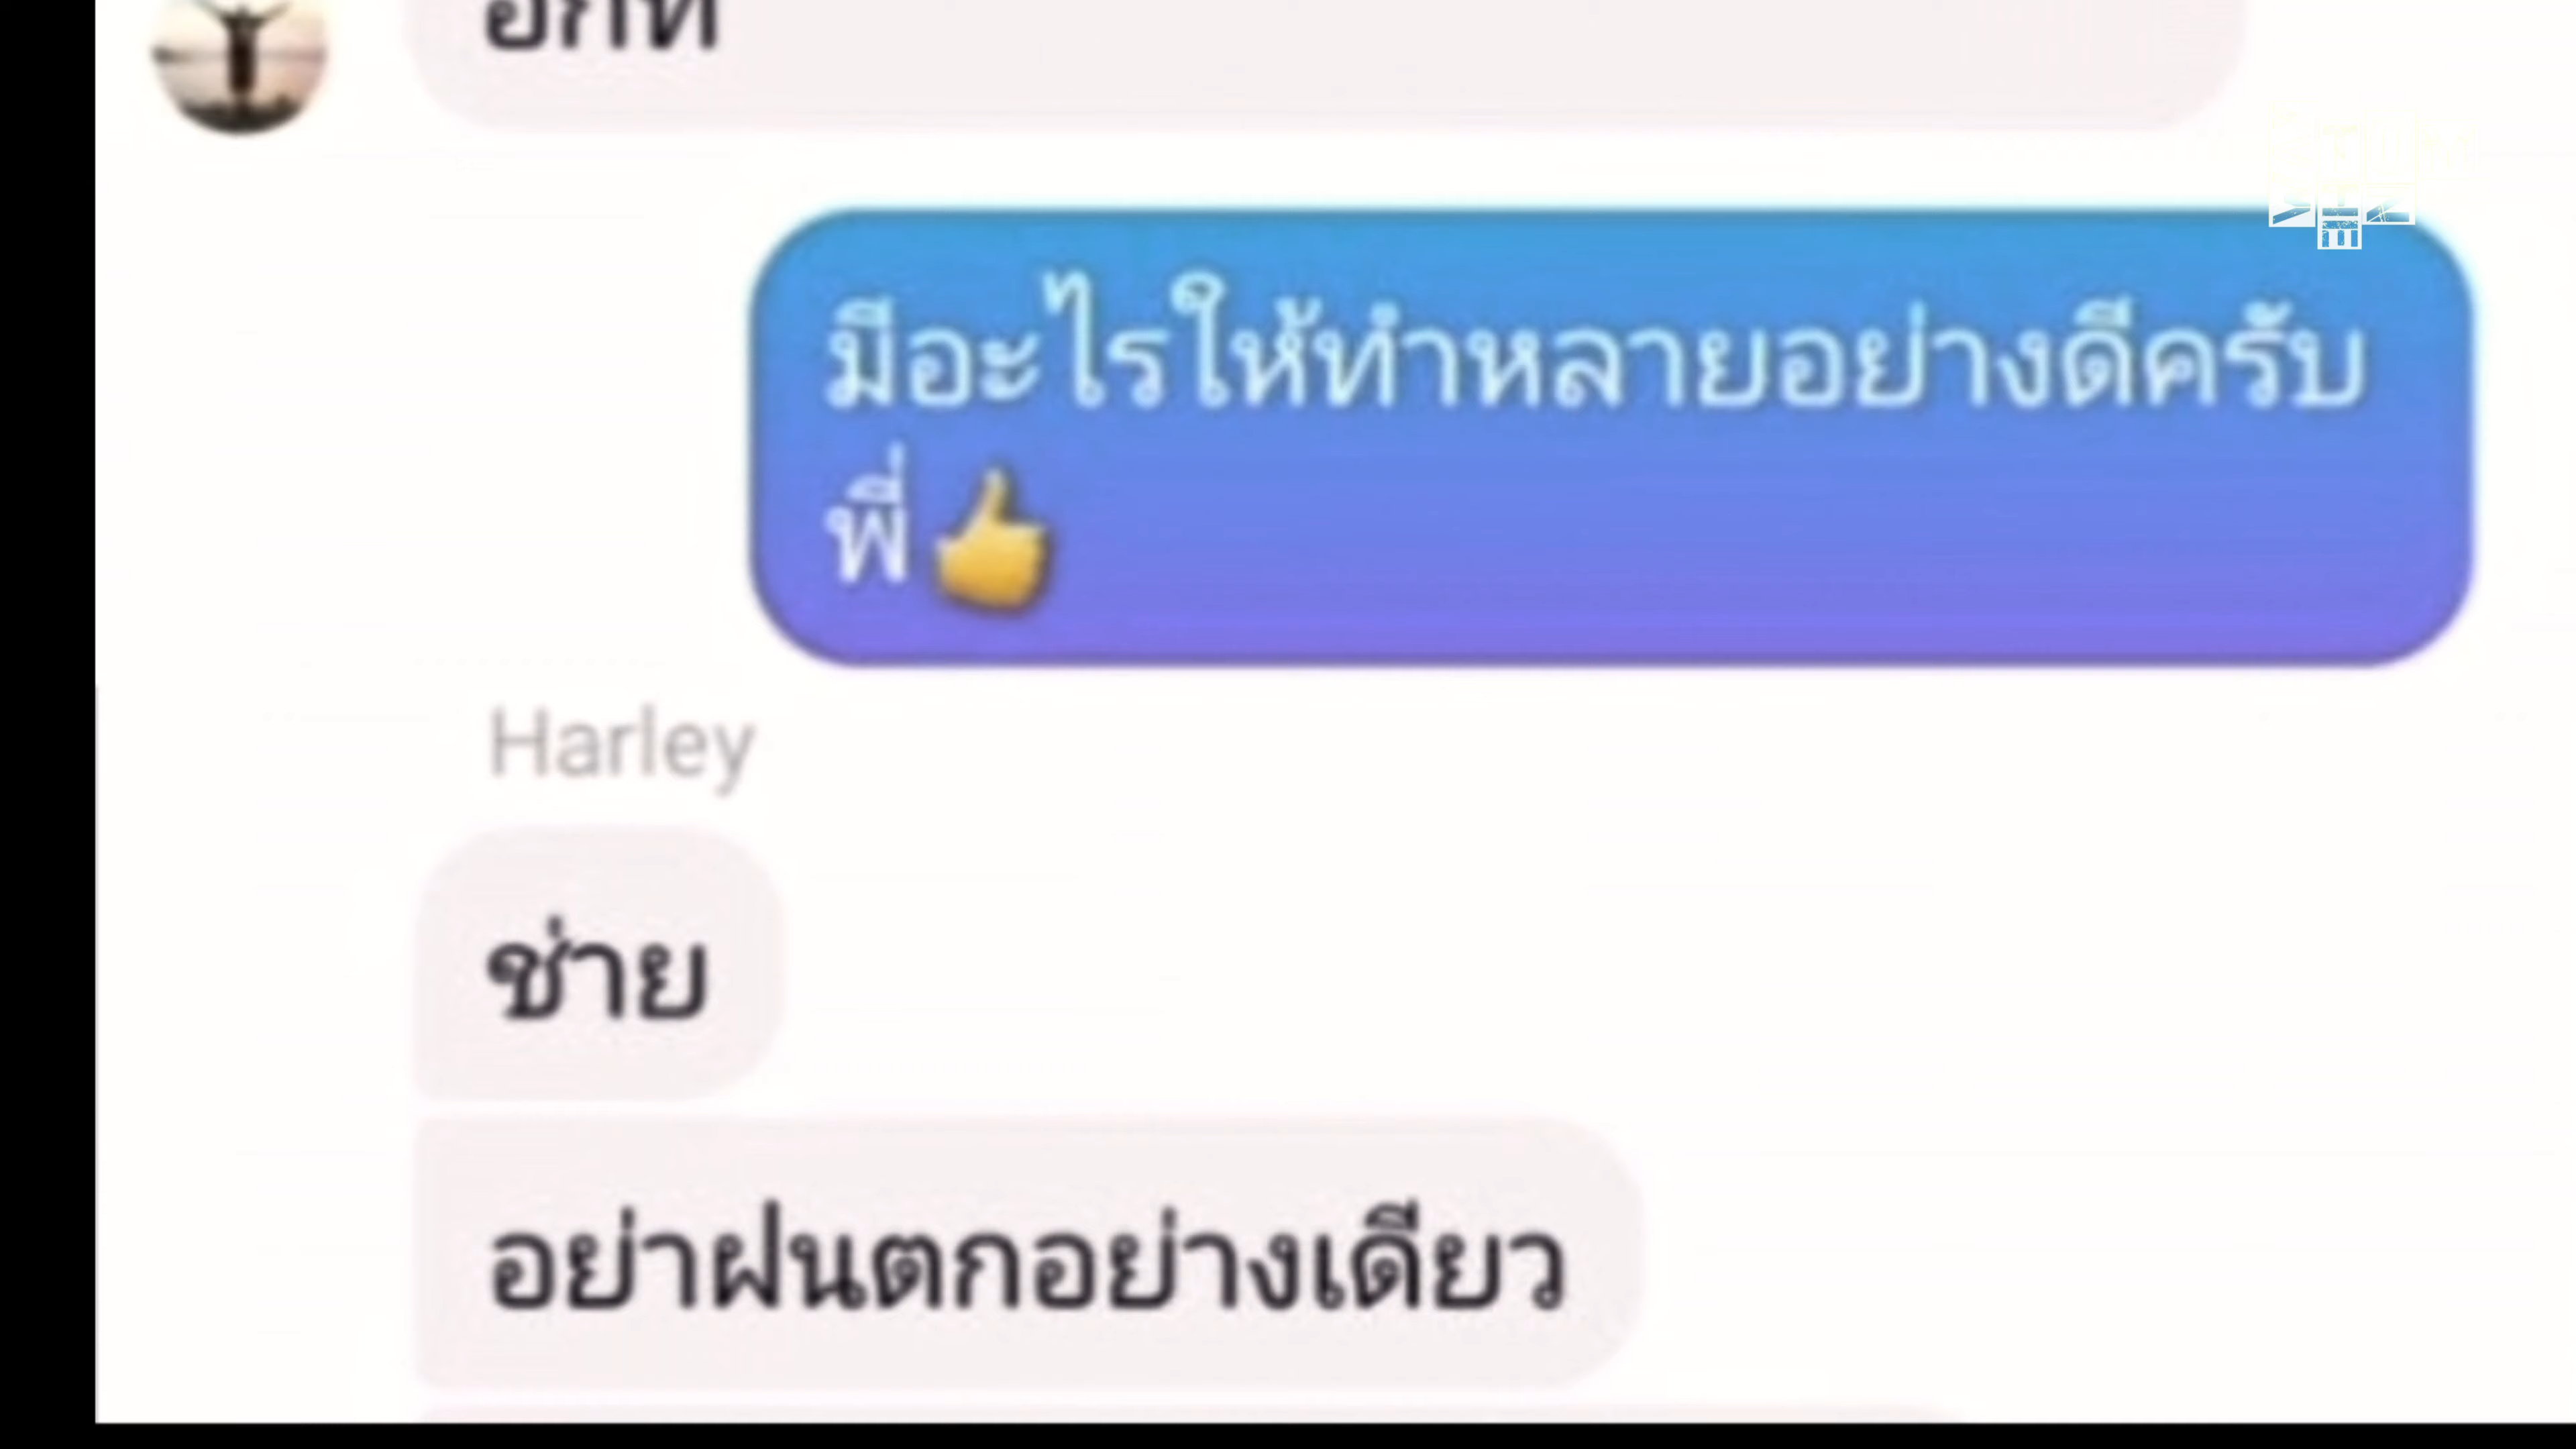 มีอะไรให้ทำหลายอย่างดีครับ
พี่👍
Harley
ช่าย
อย่าฝนตกอย่างเดียว